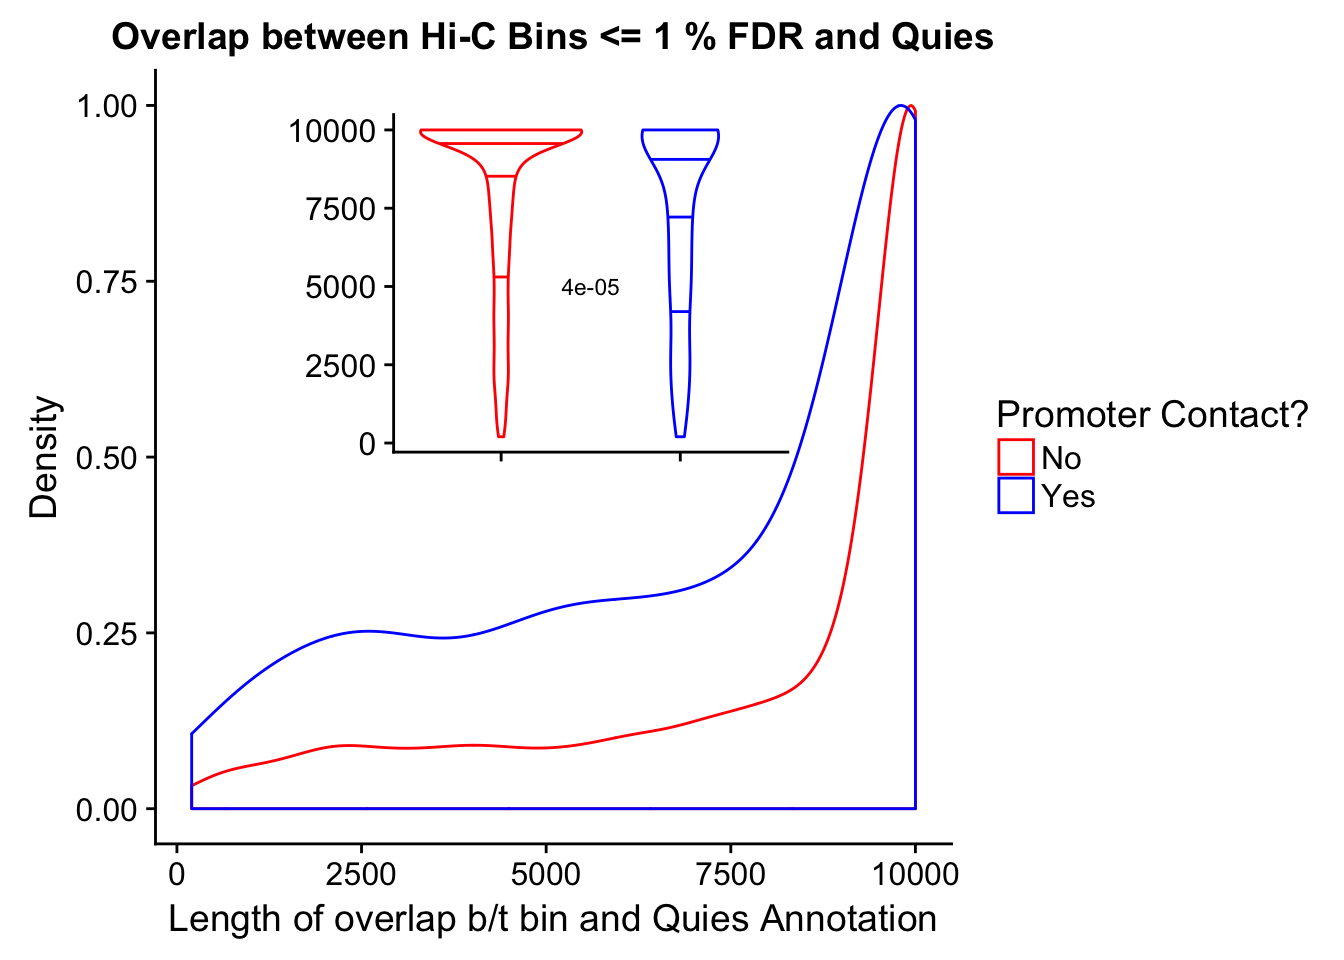 Overlap between Hi-C Bins <= 1 % FDR and Quies
1.00
0.75
0.50
0.25
0.00
Density
10000
7500
5000
2500
0
4e-05
Promoter Contact?
No
Yes
0 2500 5000 7500 10000
Length of overlap b/t bin and Quies Annotation